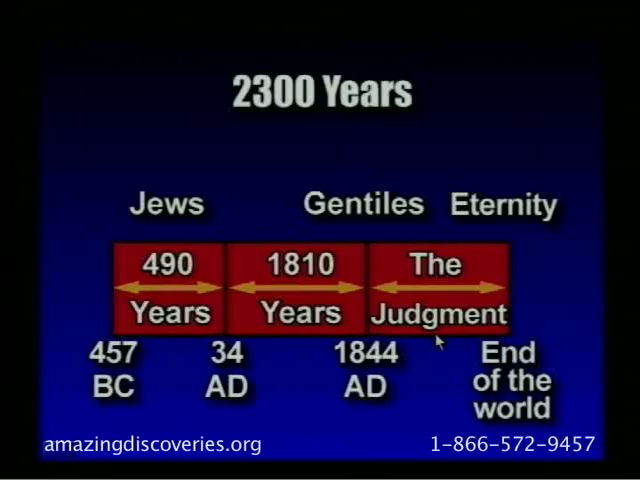 2300 Years
Jews Gentiles Eternity
490 1810 The
Years Years Judgment
457 34 1844 End
BC AD AD of the
world
amazingdiscoveries.org 1-866-572-9457